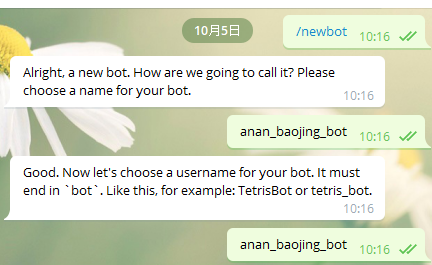 10月5日
/newbot
10:16
Alright, a new bot. How are we going to call it? Please
choose a name for your bot.
10:16
anan_baojing_bot
10:16
Good. Now let's choose a username for your bot. It must
end in `bot`. Like this, for example: TetrisBot or tetris_bot.
10:16
anan_baojing_bot
10:16